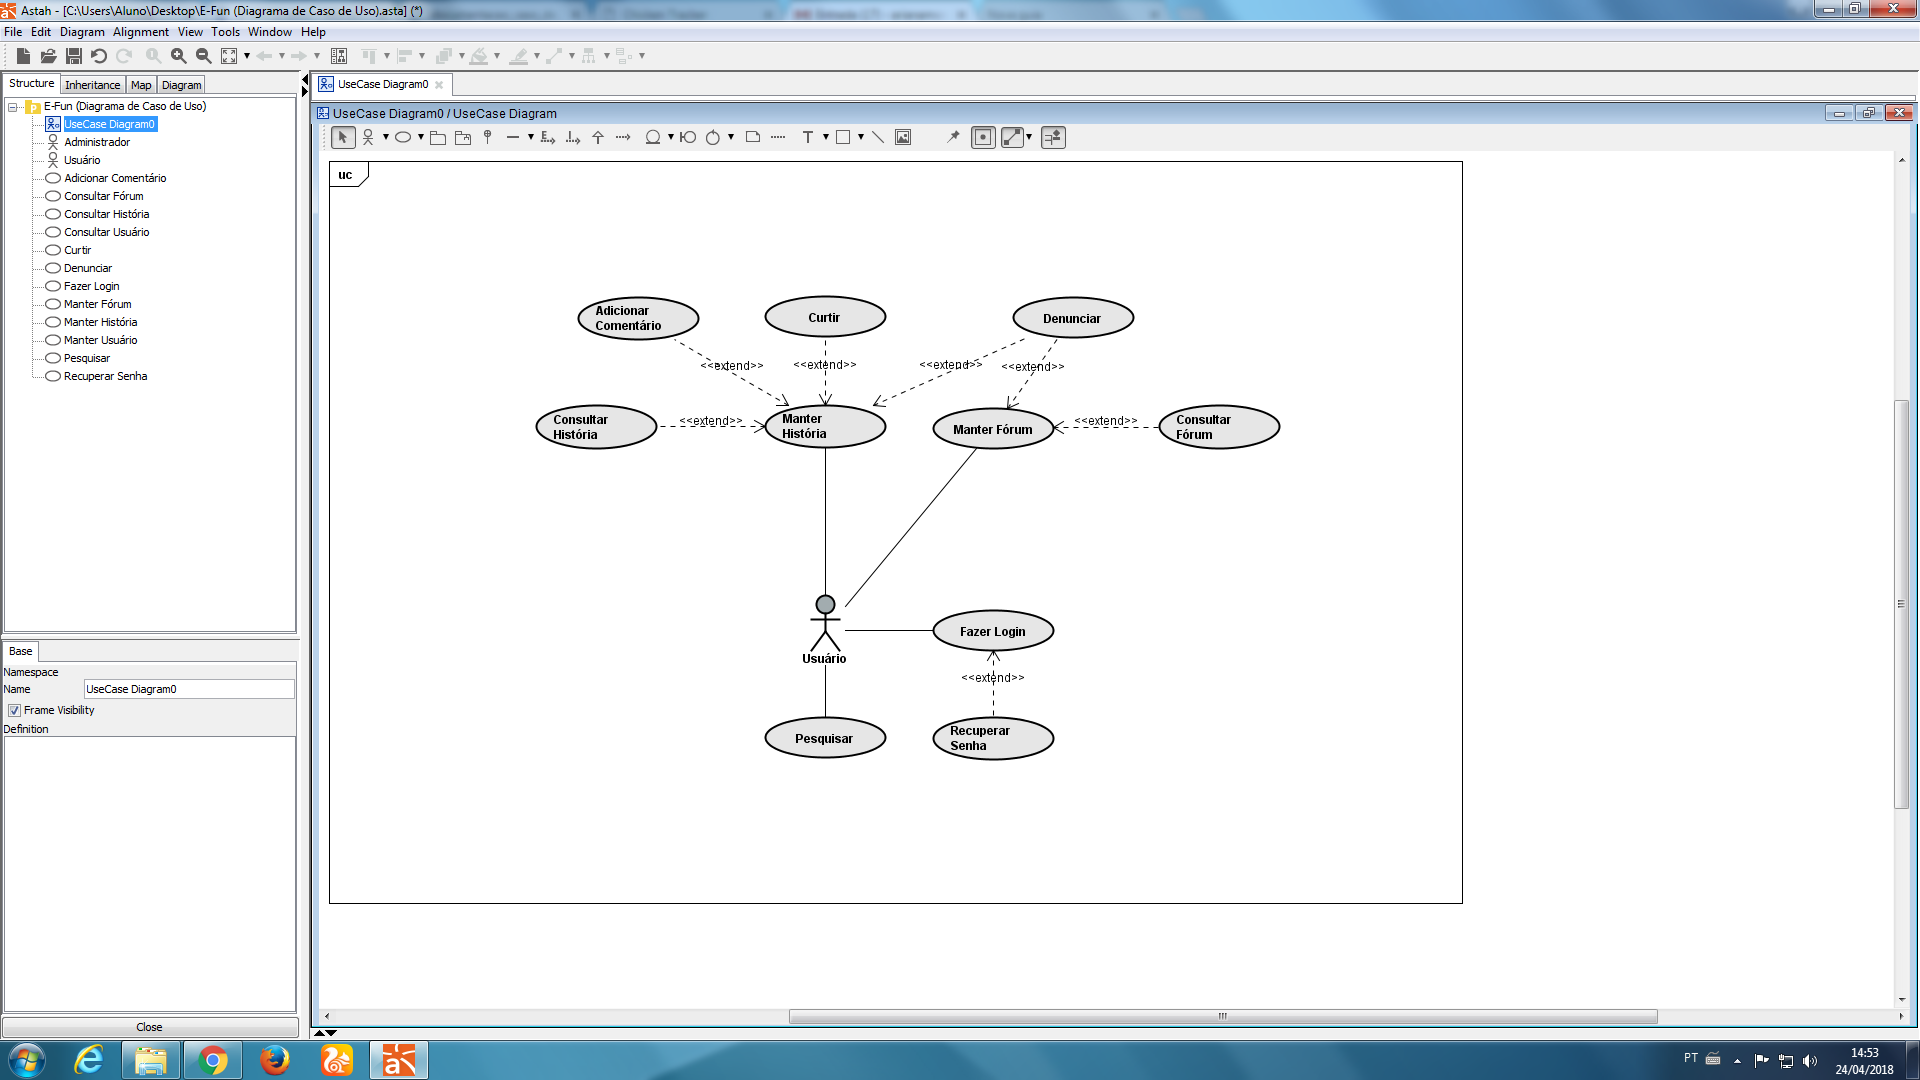 Astah - [C:\Users\Aluno\Desktop\E-Fun (Diagrama de Caso de Uso).asta] (*)
File Edit Diagram Alignment View Tools Window Help
Structure Inheritance Map Diagram
UseCase Diagram0
E-Fun (Diagrama de Caso de Uso)
UseCase Diagram0
Administrador
Usuário
Adicionar Comentário
Consultar Fórum
Consultar História
Consultar Usuário
Curtir
Denunciar
Fazer Login
Manter Fórum
Manter História
Manter Usuário
Pesquisar
Recuperar Senha
Base
Namespace
Name UseCase Diagram0
Frame Visibility
Definition
Close
UseCase Diagram0 / UseCase Diagram
T
uc
Adicionar
Comentário
Curtir
Denunciar
<<extend>> <<extend>> <<extend>> <<extend>>
Consultar
História
<<extend>>
Manter
História
Manter Fórum
<<extend>>
Consultar
Fórum
Usuário
Fazer Login
<<extend>>
Pesquisar
Recuperar
Senha
PT
14:53
24/04/2018